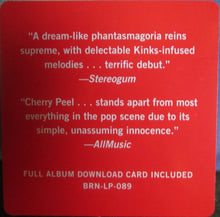 “A dream-like phantasmagoria reins
supreme, with delectable Kinks-infused
melodies . . . terrific debut.”
—Stereogum
“Cherry Peel . . . stands apart from most
everything in the pop scene due to its
simple, unassuming innocence.”
—AllMusic
FULL ALBUM DOWNLOAD CARD INCLUDED
BRN-LP-089